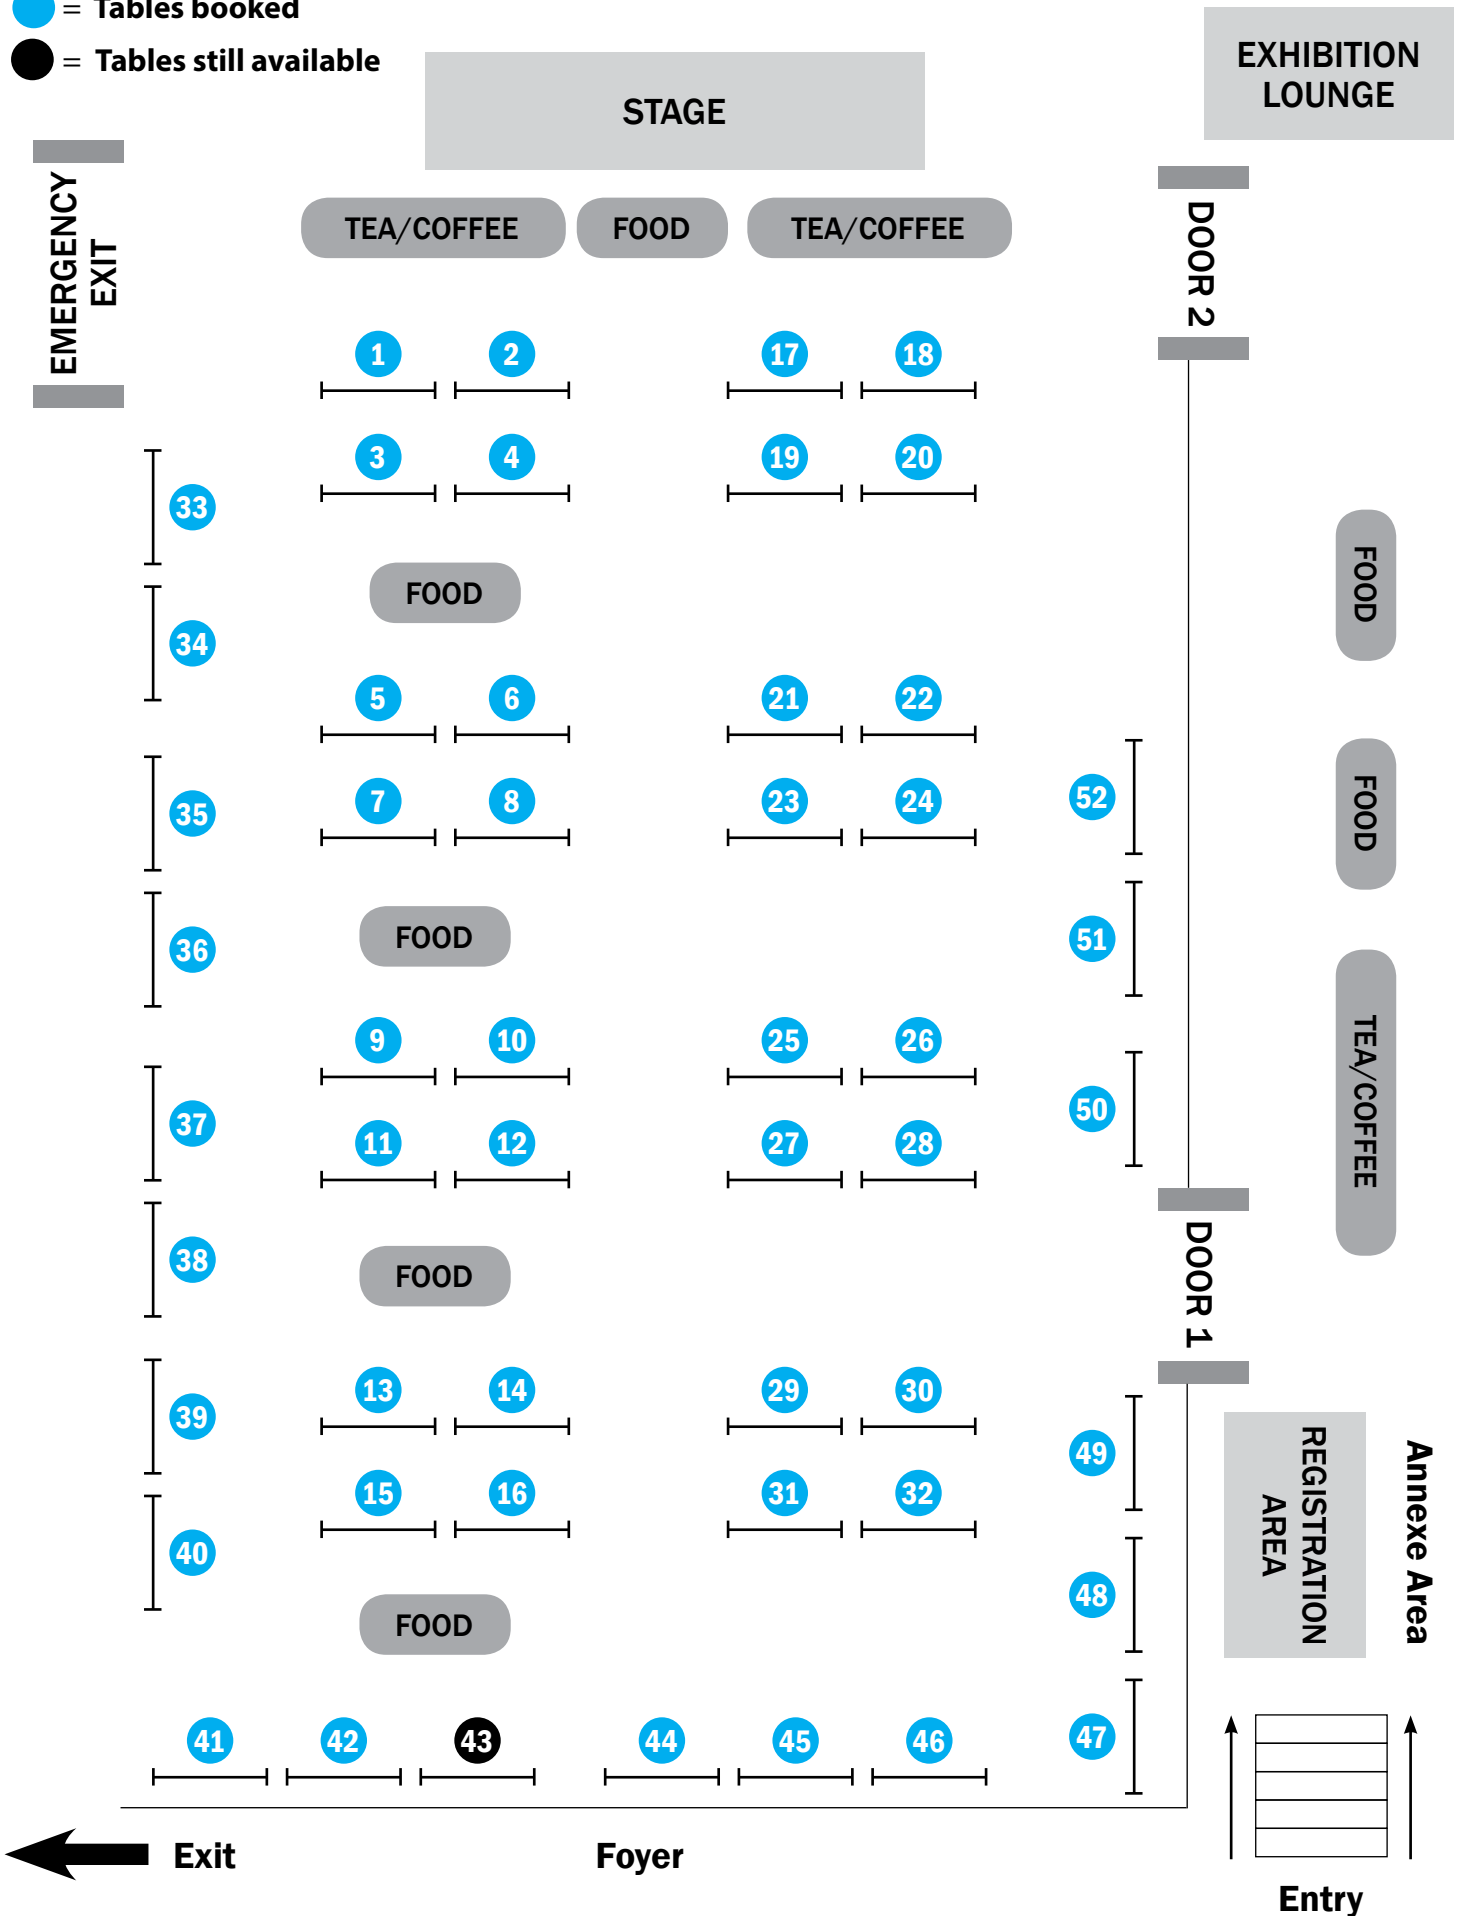 = Tables booked
= Tables still available
STAGE
EXHIBITION
LOUNGE
EMERGENCY
EXIT
TEA/COFFEE
FOOD
TEA/COFFEE
DOOR 2
1
2
17
18
3
4
19
20
33
FOOD
FOOD
34
5
6
21
22
35
7
8
23
24
52
FOOD
36
FOOD
51
TEA/COFFEE
9
10
25
26
37
11
12
27
28
50
38
FOOD
DOOR 1
39
13
14
29
30
49
REGISTRATION
AREA
Annexe Area
15
16
31
32
40
48
FOOD
41
42
43
44
45
46
47
Exit
Foyer
Entry